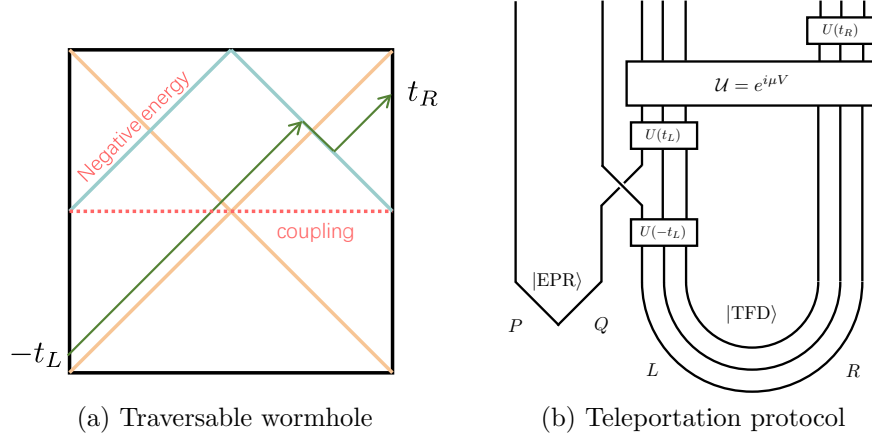 Negative energy
coupling
t_R
−t_L
(a) Traversable wormhole
U(t_R)
𝒰 = e^{iμV}
U(t_L)
U(−t_L)
|EPR⟩
|TFD⟩
P
Q
L
R
(b) Teleportation protocol